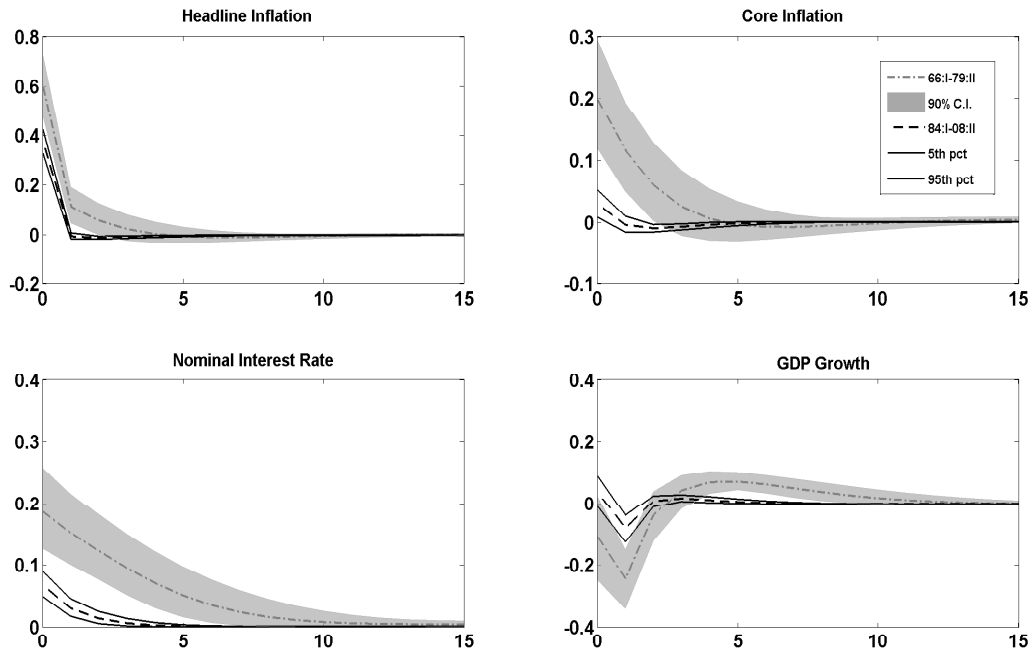 Headline Inflation
0.8
0.6
0.4
0.2
0
-0.2
0 5 10 15
Core Inflation
0.3
0.2
0.1
0
-0.1
0 5 10 15
66:I-79:II
90% C.I.
84:I-08:II
5th pct
95th pct
Nominal Interest Rate
0.4
0.3
0.2
0.1
0
0 5 10 15
GDP Growth
0.4
0.2
0
-0.2
-0.4
0 5 10 15